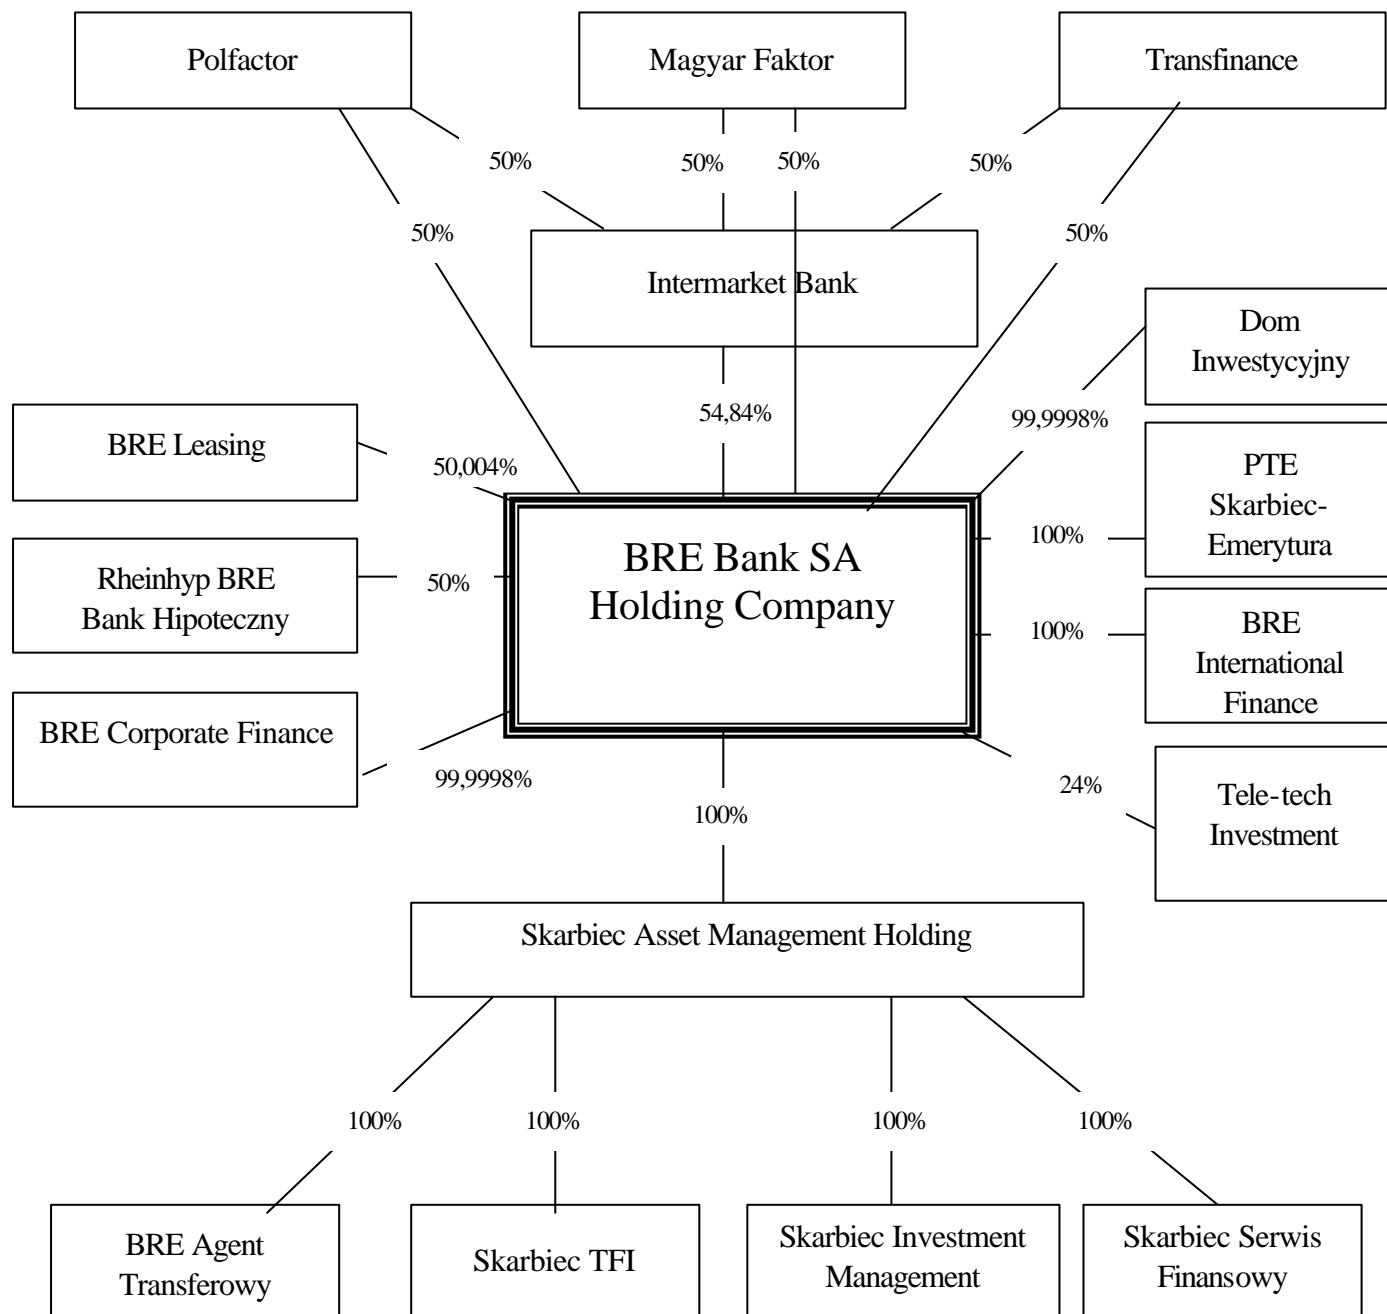 Polfactor
Magyar Faktor
Transfinance
50%
50%
50%
50%
50%
50%
Intermarket Bank
Dom
Inwestycyjny
54,84%
99,9998%
BRE Leasing
50,004%
PTE
Skarbiec-
Emerytura
100%
BRE Bank SA
Holding Company
Rheinhyp BRE
Bank Hipoteczny
50%
100%
BRE
International
Finance
BRE Corporate Finance
99,9998%
24%
Tele-tech
Investment
100%
Skarbiec Asset Management Holding
100%
100%
100%
100%
BRE Agent
Transferowy
Skarbiec TFI
Skarbiec Investment
Management
Skarbiec Serwis
Finansowy